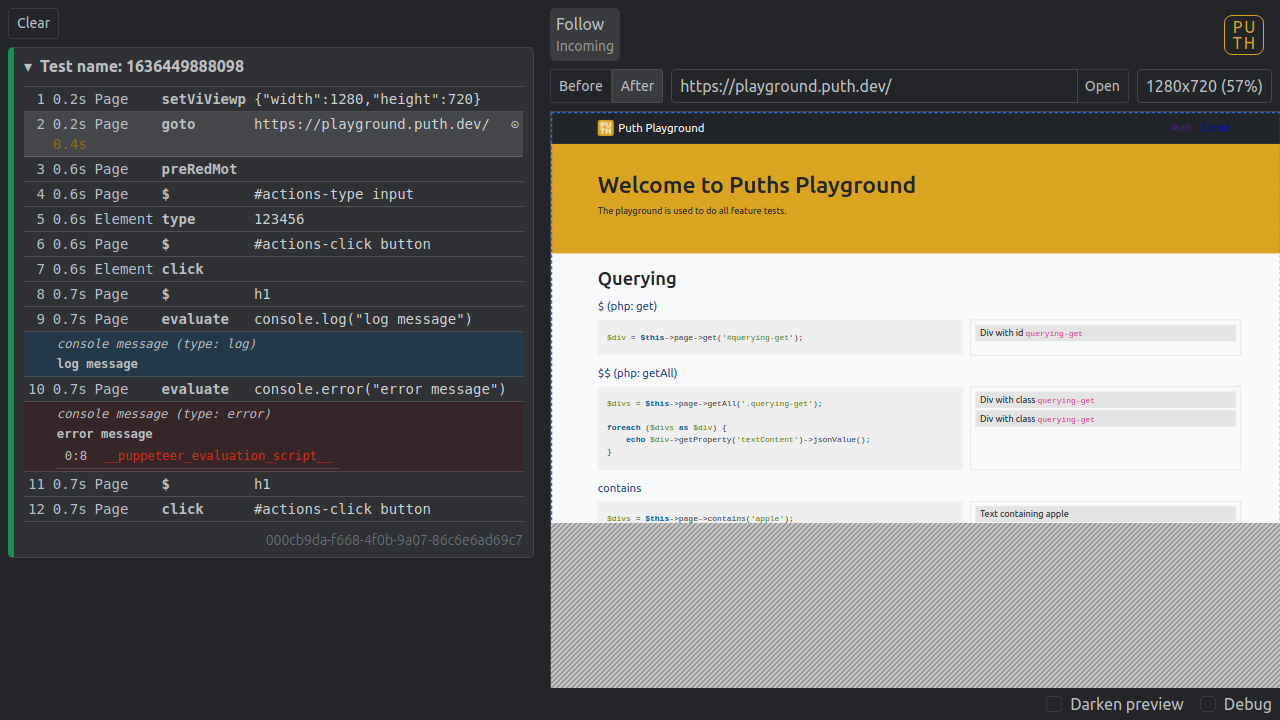 Clear
▾ Test name: 1636449888098
1 0.2s Page setViViewp {"width":1280,"height":720}
2 0.2s Page goto https://playground.puth.dev/
0.4s
3 0.6s Page preRedMot
4 0.6s Page $ #actions-type input
5 0.6s Element type 123456
6 0.6s Page $ #actions-click button
7 0.6s Element click
8 0.7s Page $ h1
9 0.7s Page evaluate console.log("log message")
console message (type: log)
log message
10 0.7s Page evaluate console.error("error message")
console message (type: error)
error message
0:8 __puppeteer_evaluation_script__
11 0.7s Page $ h1
12 0.7s Page click #actions-click button
000cb9da-f668-4f0b-9a07-86c6e6ad69c7
Follow
Incoming
PU
TH
Before After https://playground.puth.dev/ Open 1280x720 (57%)
PU
TH
Puth Playground Puth Github
Welcome to Puths Playground
The playground is used to do all feature tests.
Querying
$ (php: get)
$div = $this->page->get('#querying-get');
Div with id querying-get
$$ (php: getAll)
$divs = $this->page->getAll('.querying-get');
foreach ($divs as $div) {
echo $div->getProperty('textContent')->jsonValue();
}
Div with class querying-get
Div with class querying-get
contains
$divs = $this->page->contains('apple');
Text containing apple
Darken preview Debug